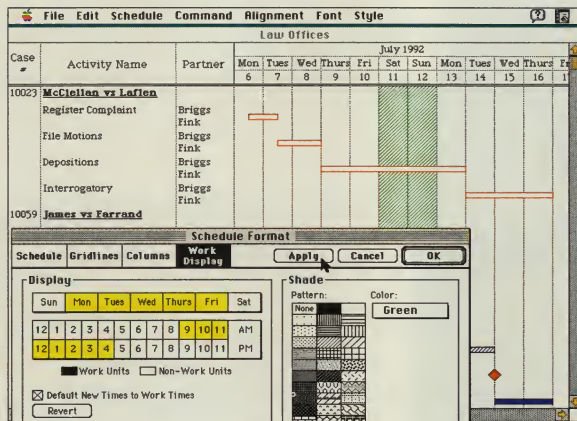 File Edit Schedule Command Alignment Font Style
Law Offices
Case # Activity Name Partner
July 1992
Mon Tues Wed Thurs Fri Sat Sun Mon Tues Wed Thurs Fr
6 7 8 9 10 11 12 13 14 15 16 1
10023 McClellan vs Laflen
Register Complaint Briggs
Fink
File Motions Briggs
Fink
Depositions Briggs
Fink
Interrogatory Briggs
Fink
10059 James vs Farrand
Schedule Format
Schedule Gridlines Columns Work Display Apply Cancel OK
Display
Sun Mon Tues Wed Thurs Fri Sat
12 1 2 3 4 5 6 7 8 9 10 11 AM
12 1 2 3 4 5 6 7 8 9 10 11 PM
Work Units Non-Work Units
Default New Times to Work Times
Revert
Shade
Pattern: Color:
None Green